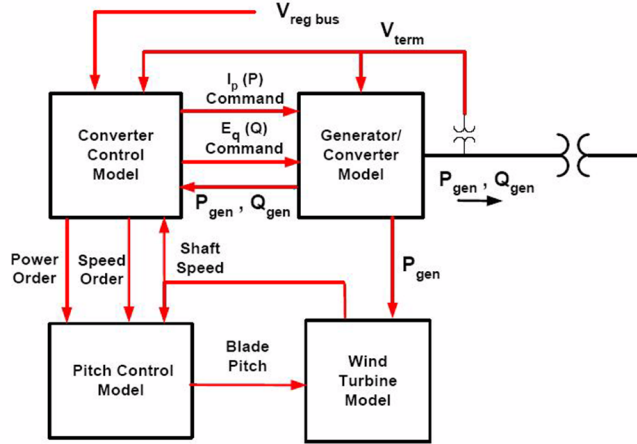 V reg bus
V term
I p (P)
Command
E q (Q)
Command
P gen , Q gen
Converter
Control
Model
Generator/
Converter
Model
P gen , Q gen
Power
Order
Speed
Order
Shaft
Speed
P gen
Pitch Control
Model
Blade
Pitch
Wind
Turbine
Model